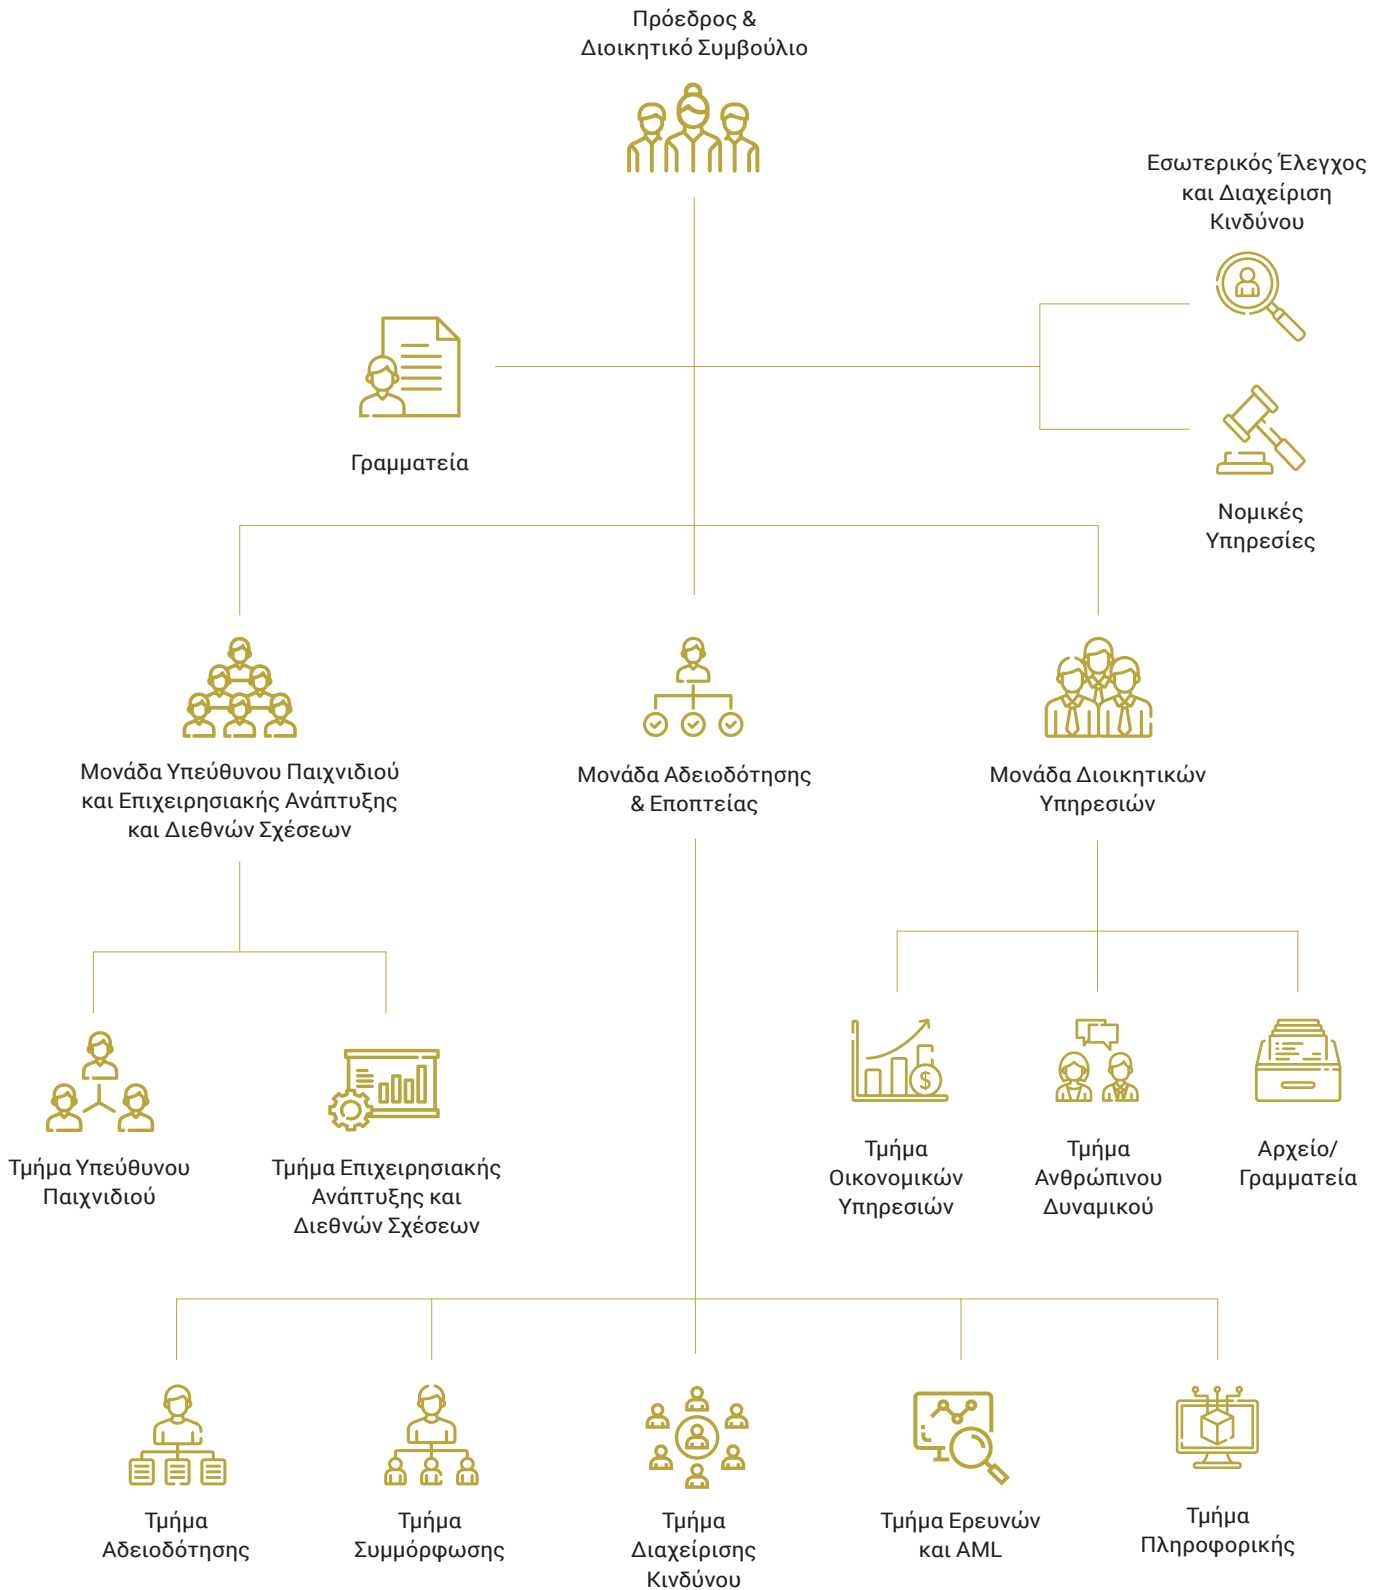 Πρόεδρος &
Διοικητικό Συμβούλιο
Εσωτερικός Έλεγχος
και Διαχείριση
Κινδύνου
Γραμματεία
Νομικές
Υπηρεσίες
Μονάδα Υπεύθυνου Παιχνιδιού
και Επιχειρησιακής Ανάπτυξης
και Διεθνών Σχέσεων
Μονάδα Αδειοδότησης
& Εποπτείας
Μονάδα Διοικητικών
Υπηρεσιών
Τμήμα Υπεύθυνου
Παιχνιδιού
Τμήμα Επιχειρησιακής
Ανάπτυξης και
Διεθνών Σχέσεων
$
Τμήμα
Οικονομικών
Υπηρεσιών
Τμήμα
Ανθρώπινου
Δυναμικού
Αρχείο/
Γραμματεία
Τμήμα
Αδειοδότησης
Τμήμα
Συμμόρφωσης
Τμήμα
Διαχείρισης
Κινδύνου
Τμήμα Ερευνών
και AML
Τμήμα
Πληροφορικής